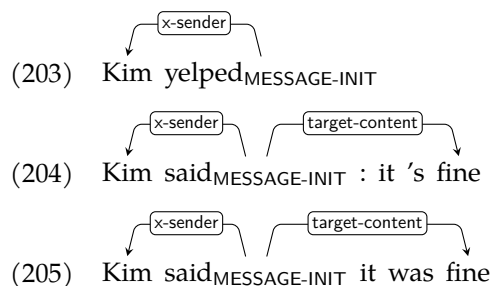 x-sender
(203) Kim yelpedMESSAGE-INIT
x-sender target-content
(204) Kim saidMESSAGE-INIT : it 's fine
x-sender target-content
(205) Kim saidMESSAGE-INIT it was fine